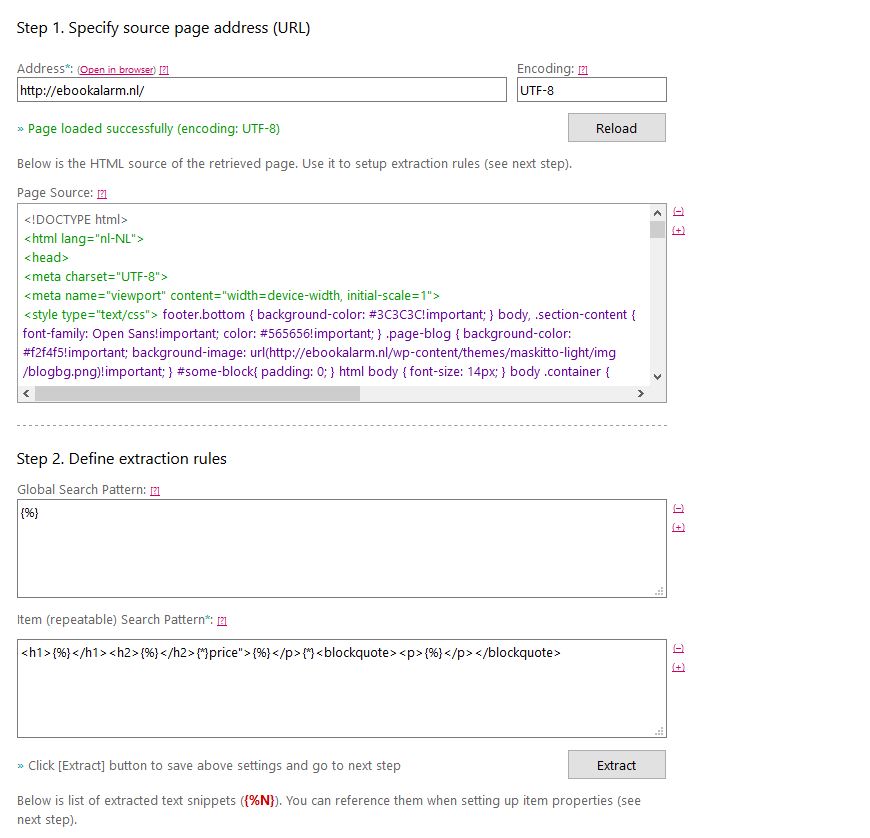 Step 1. Specify source page address (URL)
Address*: (Open in browser) [?]
Encoding: [?]
http://ebookalarm.nl/
UTF-8
» Page loaded successfully (encoding: UTF-8)
Reload
Below is the HTML source of the retrieved page. Use it to setup extraction rules (see next step).
Page Source: [?]
(–)
(+)
<!DOCTYPE html>
<html lang="nl-NL">
<head>
<meta charset="UTF-8">
<meta name="viewport" content="width=device-width, initial-scale=1">
<style type="text/css"> footer.bottom { background-color: #3C3C3C!important; } body, .section-content {
font-family: Open Sans!important; color: #565656!important; } .page-blog { background-color:
#f2f4f5!important; background-image: url(http://ebookalarm.nl/wp-content/themes/maskitto-light/img
/blogbg.png)!important; } #some-block{ padding: 0; } html body { font-size: 14px; } body .container {
Step 2. Define extraction rules
Global Search Pattern: [?]
{%}
(–)
(+)
Item (repeatable) Search Pattern*: [?]
<h1>{%}</h1><h2>{%}</h2>{*}price">{%}</p>{*}<blockquote><p>{%}</p></blockquote>
(–)
(+)
» Click [Extract] button to save above settings and go to next step
Extract
Below is list of extracted text snippets ({%N}). You can reference them when setting up item properties (see
next step).